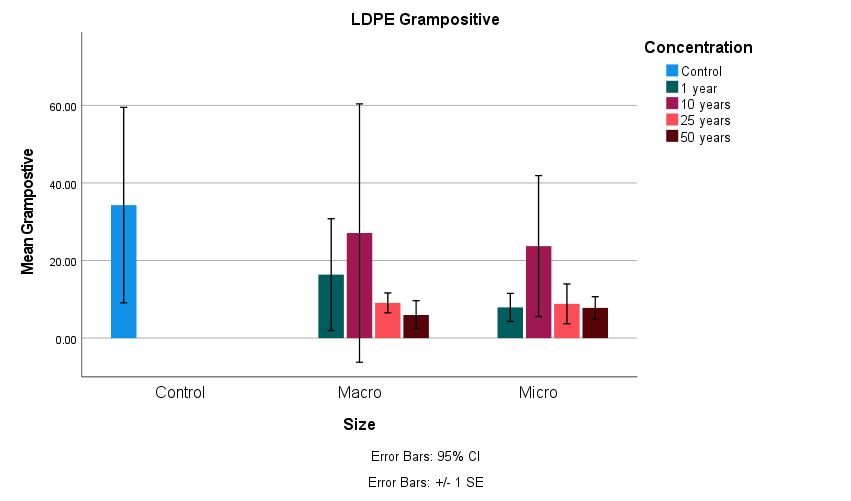 LDPE Grampositive
Concentration
Control
1 year
10 years
25 years
50 years
Mean Grampostive
60.00
40.00
20.00
0.00
Control
Macro
Micro
Size
Error Bars: 95% CI
Error Bars: +/- 1 SE